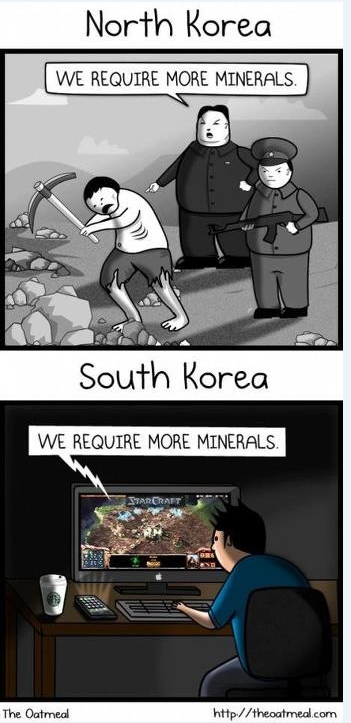 North Korea
WE REQUIRE MORE MINERALS.
South Korea
WE REQUIRE MORE MINERALS.
STARCRAFT
The Oatmeal http://theoatmeal.com